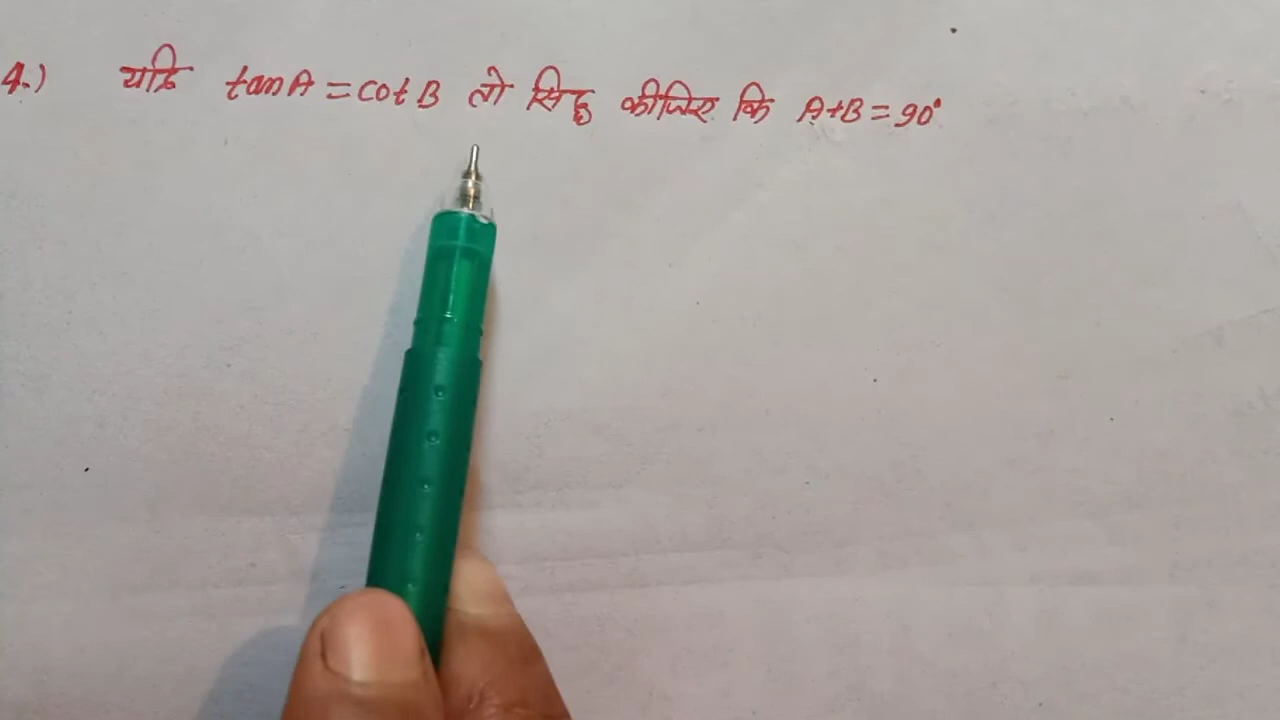 4.) यदि tanA = cotB तो सिद्ध कीजिए कि A+B = 90°